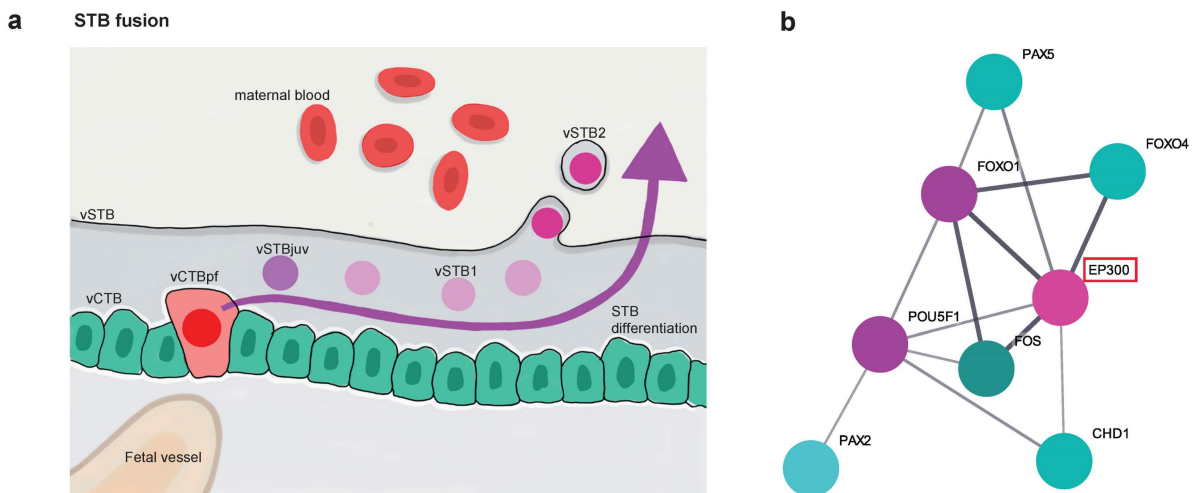 a
STB fusion
maternal blood
vSTB2
vSTB
vSTBjuv
vSTB1
vCTBpf
vCTB
STB
differentiation
Fetal vessel
b
PAX5
FOXO4
FOXO1
EP300
POU5F1
FOS
CHD1
PAX2